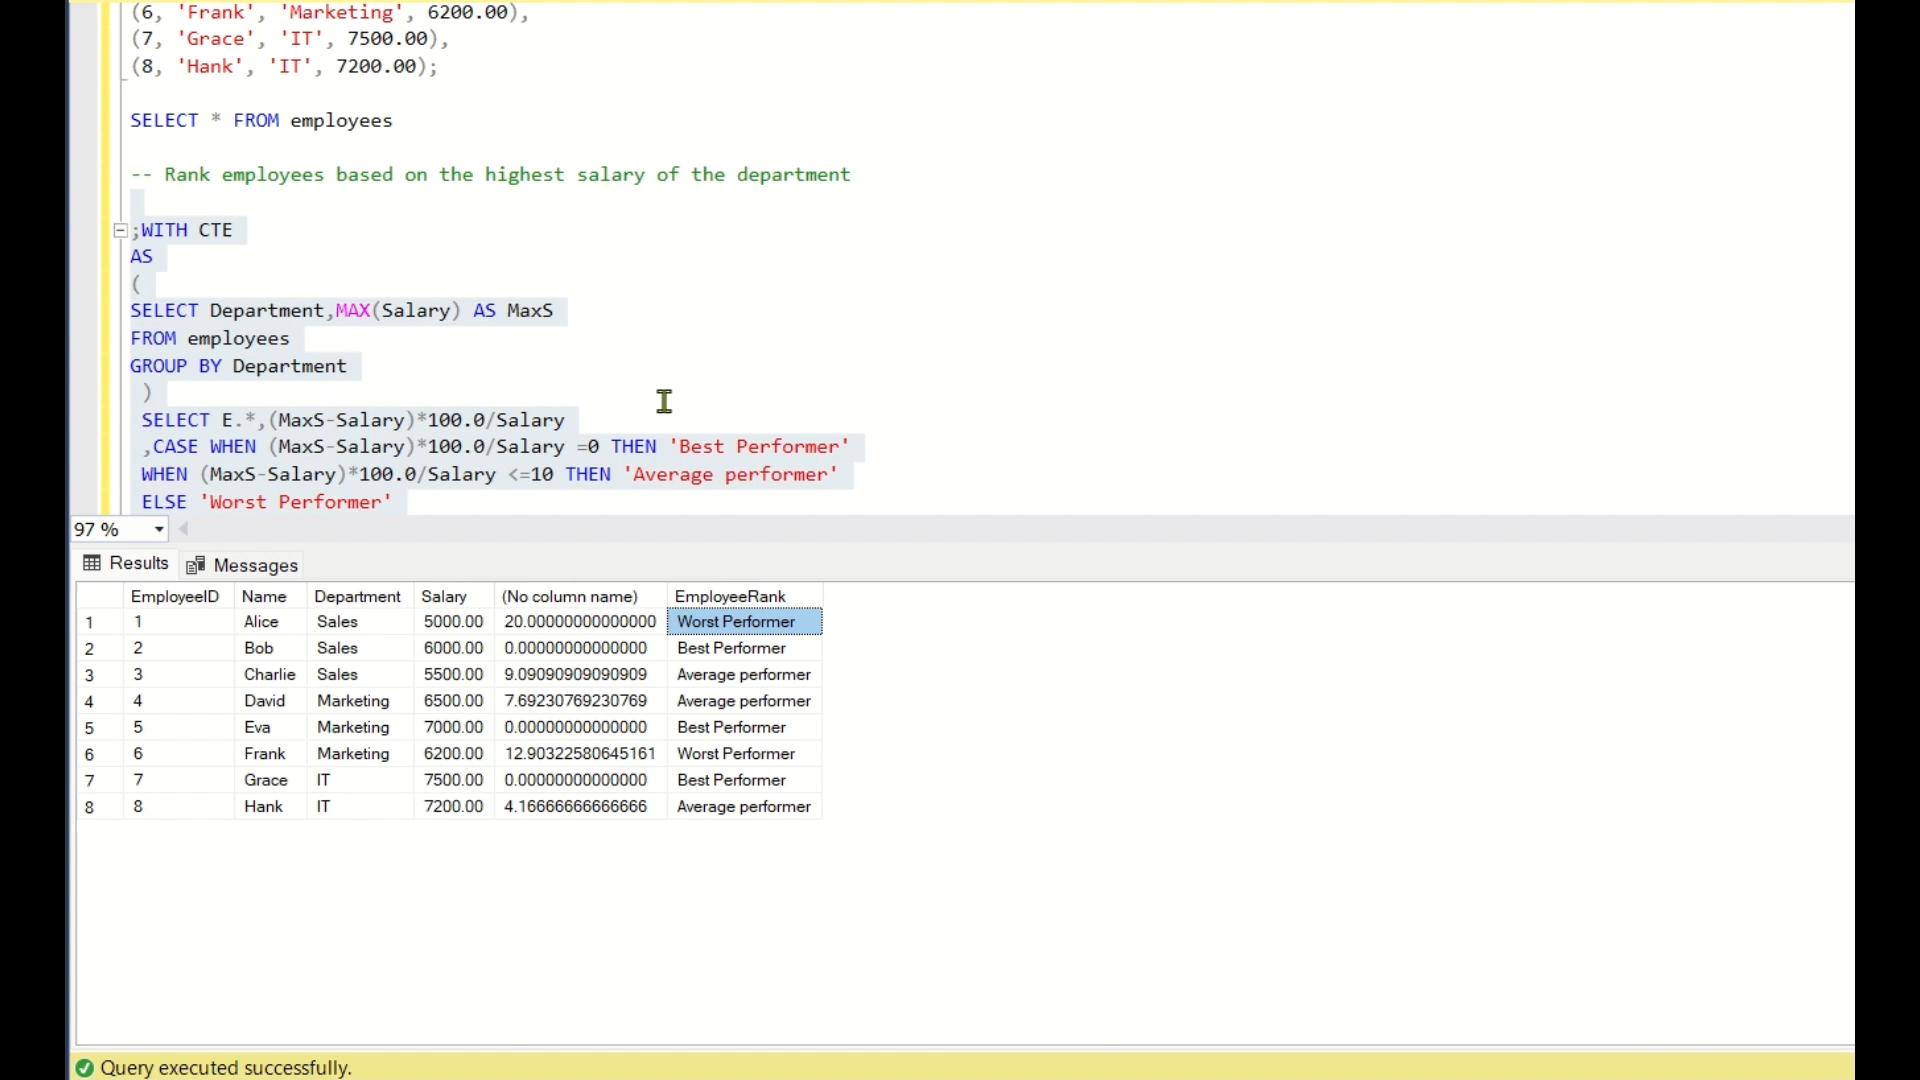 (6, 'Frank', 'Marketing', 6200.00),
(7, 'Grace', 'IT', 7500.00),
(8, 'Hank', 'IT', 7200.00);
SELECT * FROM employees
-- Rank employees based on the highest salary of the department
;WITH CTE
AS
(
SELECT Department,MAX(Salary) AS MaxS
FROM employees
GROUP BY Department
)
SELECT E.*,(MaxS-Salary)*100.0/Salary
,CASE WHEN (MaxS-Salary)*100.0/Salary =0 THEN 'Best Performer'
WHEN (MaxS-Salary)*100.0/Salary <=10 THEN 'Average performer'
ELSE 'Worst Performer'
97 %
Results Messages
EmployeeID Name Department Salary (No column name) EmployeeRank
1 1 Alice Sales 5000.00 20.00000000000000 Worst Performer
2 2 Bob Sales 6000.00 0.00000000000000 Best Performer
3 3 Charlie Sales 5500.00 9.09090909090909 Average performer
4 4 David Marketing 6500.00 7.69230769230769 Average performer
5 5 Eva Marketing 7000.00 0.00000000000000 Best Performer
6 6 Frank Marketing 6200.00 12.90322580645161 Worst Performer
7 7 Grace IT 7500.00 0.00000000000000 Best Performer
8 8 Hank IT 7200.00 4.16666666666666 Average performer
Query executed successfully.